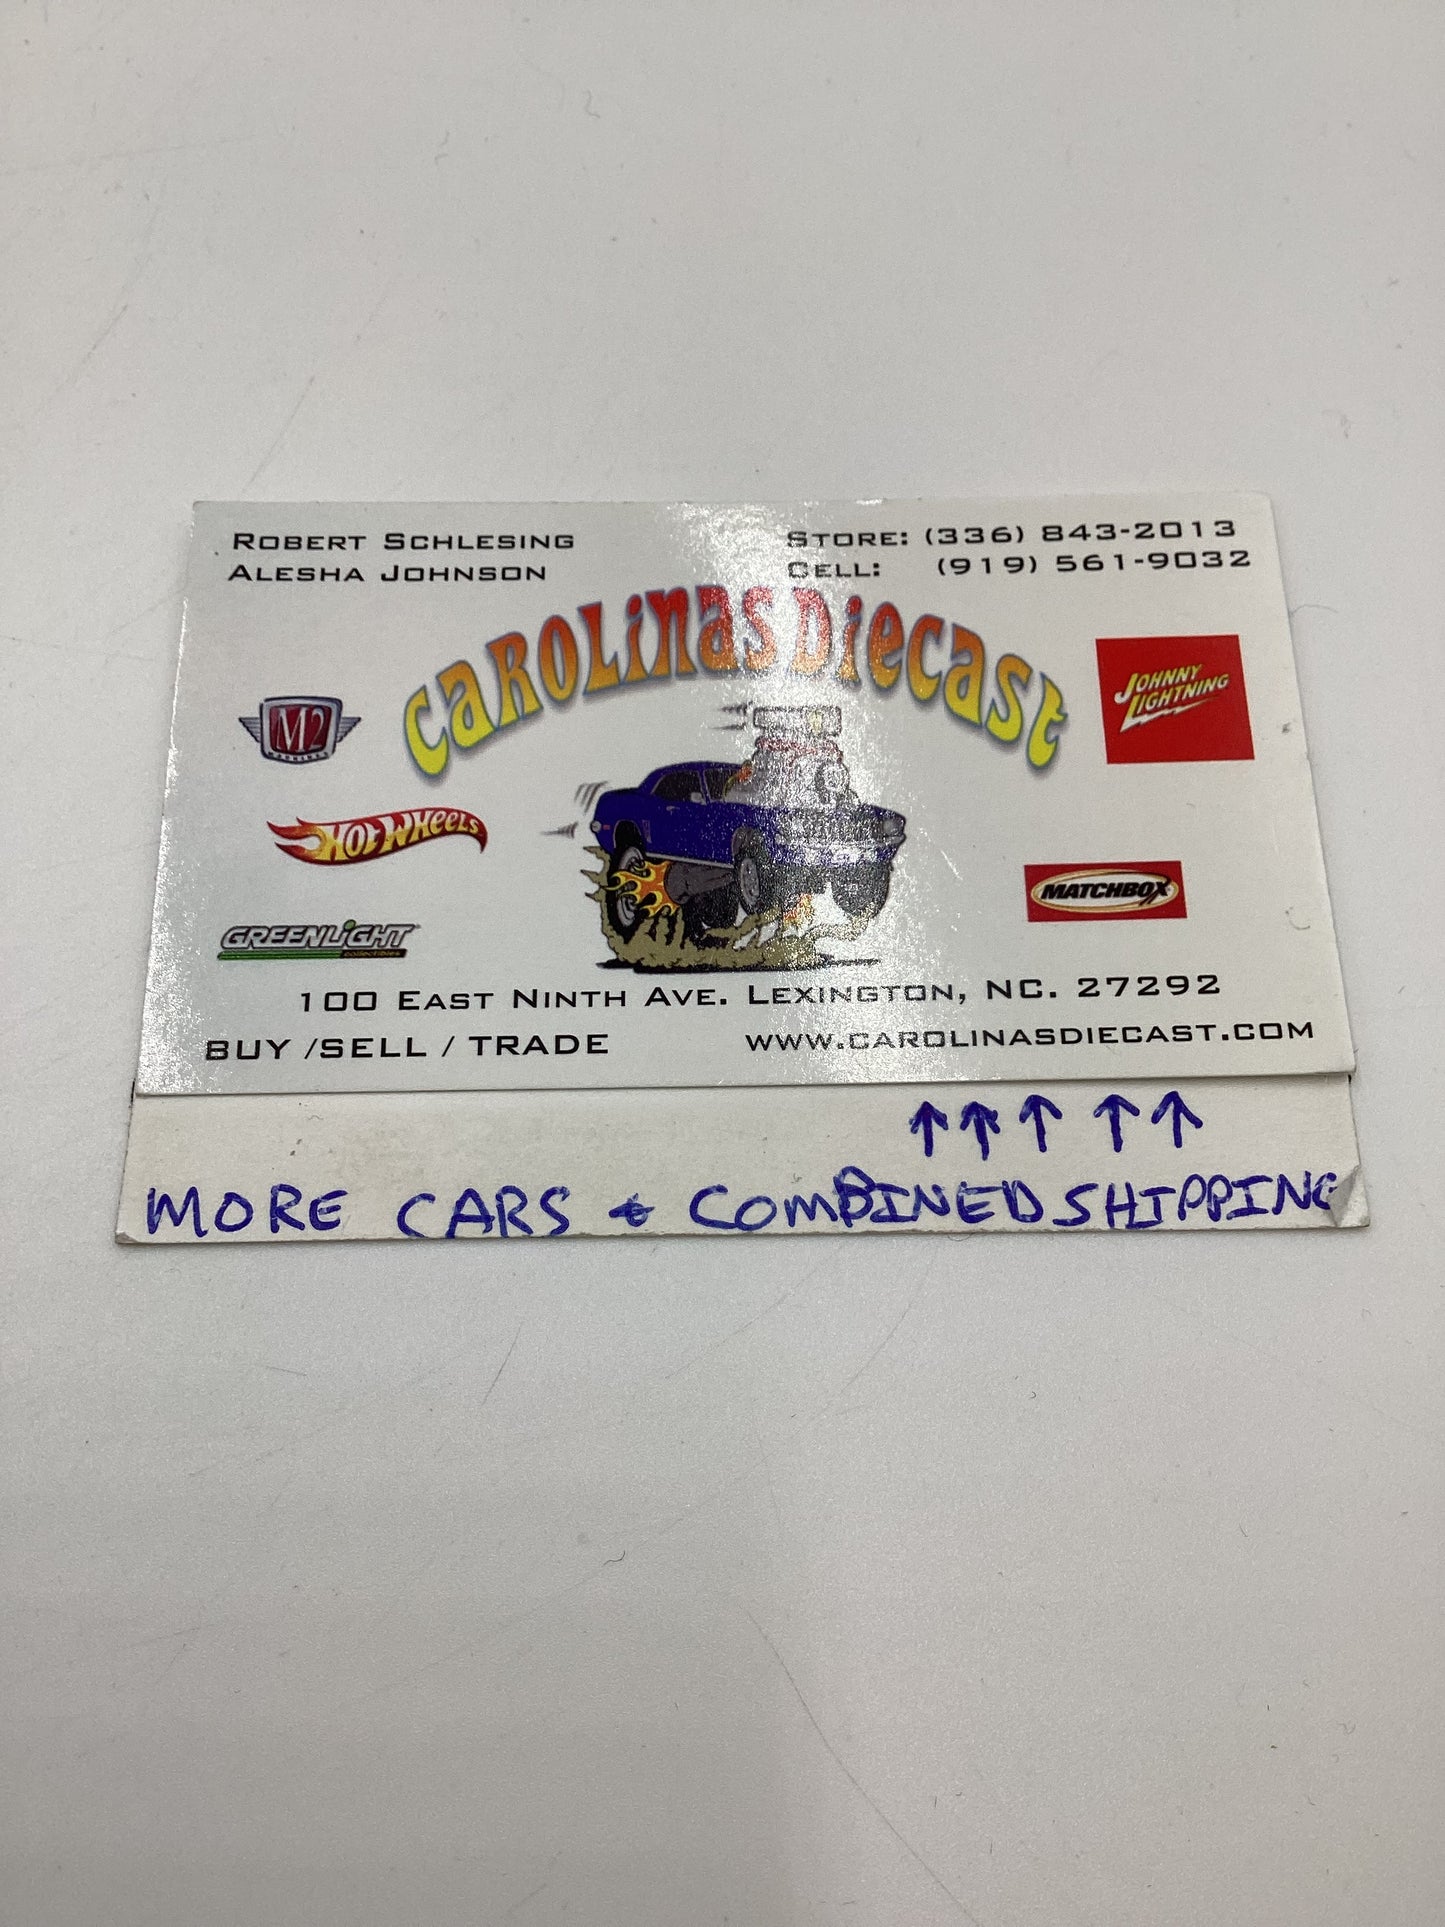 ROBERT SCHLESING
ALESHA JOHNSON
STORE: (336) 843-2013
CELL: (919) 561-9032
CAROLINAS DIECAST
M2
MACHINES
JOHNNY
LIGHTNING
HOT WHEELS
MATCHBOX
GREENLIGHT
collectibles
100 EAST NINTH AVE. LEXINGTON, NC. 27292
BUY /SELL / TRADE
WWW.CAROLINASDIECAST.COM
↑ ↑ ↑ ↑ ↑
MORE CARS & COMBINED SHIPPING